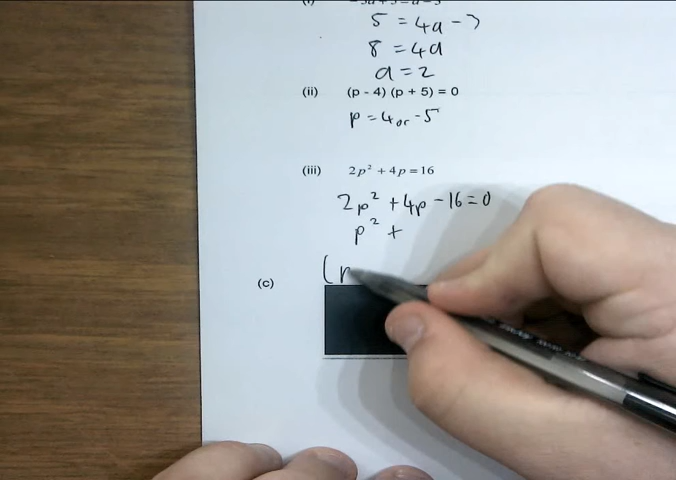 5 = 4a - 3
8 = 4a
a = 2
(ii) (p - 4) (p + 5) = 0
p = 4 or -5
(iii) 2p² + 4p = 16
2p² + 4p - 16 = 0
p² +
(c) (p